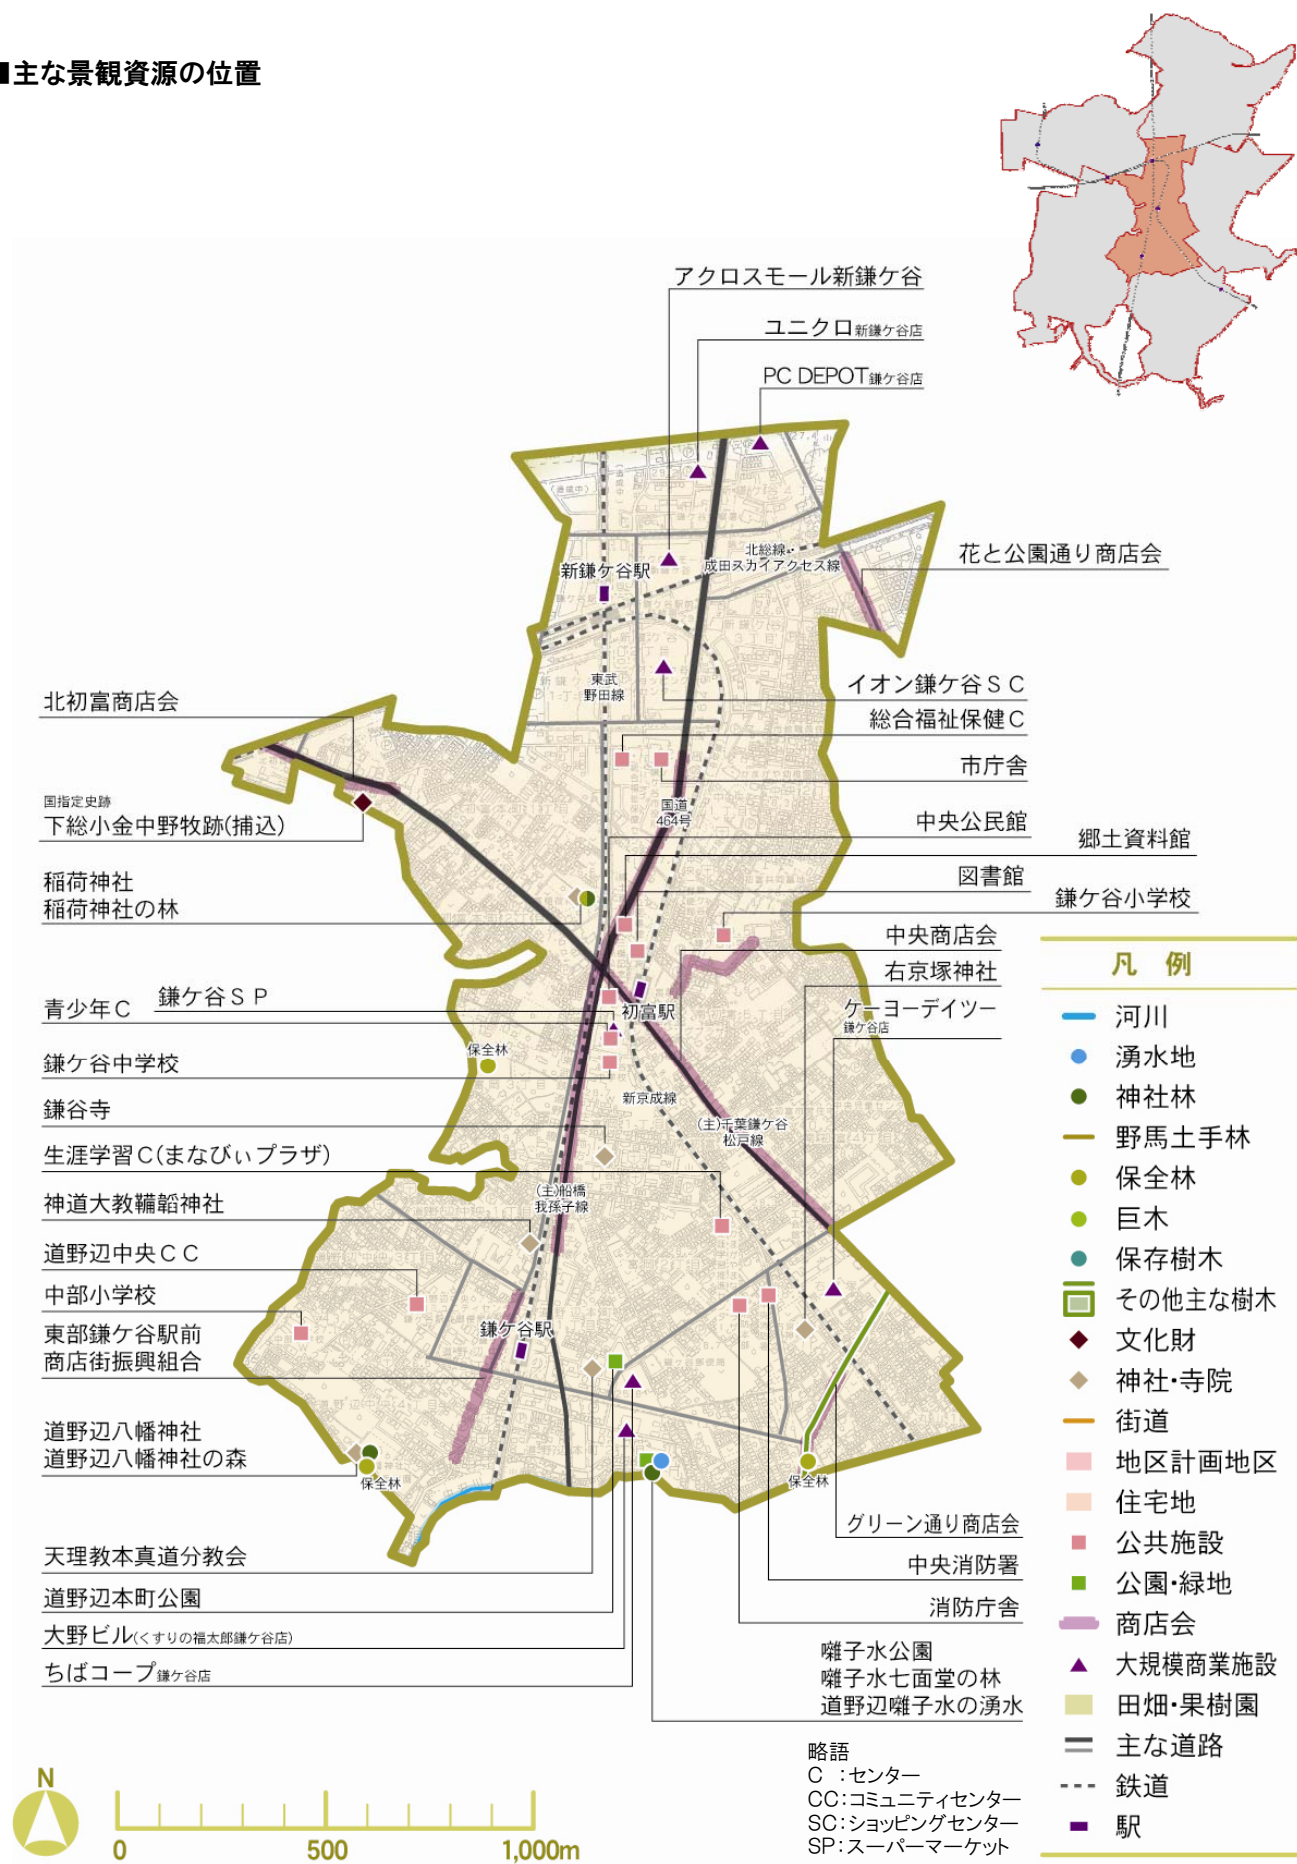 ■主な景観資源の位置
アクロスモール新鎌ケ谷
ユニクロ新鎌ケ谷店
PC DEPOT鎌ケ谷店
北総線・
成田スカイアクセス線
花と公園通り商店会
新鎌ケ谷駅
東武
野田線
イオン鎌ケ谷SC
北初富商店会
総合福祉保健C
市庁舎
国指定史跡
下総小金中野牧跡(捕込)
国道
464号
中央公民館
郷土資料館
稲荷神社
稲荷神社の林
図書館
鎌ケ谷小学校
中央商店会
右京塚神社
鎌ケ谷SP
青少年C
初富駅
ケーヨーデイツー
鎌ケ谷店
保全林
鎌ケ谷中学校
新京成線
鎌谷寺
(主)千葉鎌ケ谷
松戸線
生涯学習C(まなびぃプラザ)
神道大教鞴韜神社
(主)船橋
我孫子線
道野辺中央CC
中部小学校
東部鎌ケ谷駅前
商店街振興組合
鎌ケ谷駅
道野辺八幡神社
道野辺八幡神社の森
保全林
保全林
グリーン通り商店会
天理教本真道分教会
中央消防署
道野辺本町公園
消防庁舎
大野ビル(くすりの福太郎鎌ケ谷店)
ちばコープ鎌ケ谷店
囃子水公園
囃子水七面堂の林
道野辺囃子水の湧水
凡 例
河川
湧水地
神社林
野馬土手林
保全林
巨木
保存樹木
その他主な樹木
文化財
神社・寺院
街道
地区計画地区
住宅地
公共施設
公園・緑地
商店会
大規模商業施設
田畑・果樹園
主な道路
鉄道
駅
略語
C :センター
CC:コミュニティセンター
SC:ショッピングセンター
SP:スーパーマーケット
N
0 500 1,000m